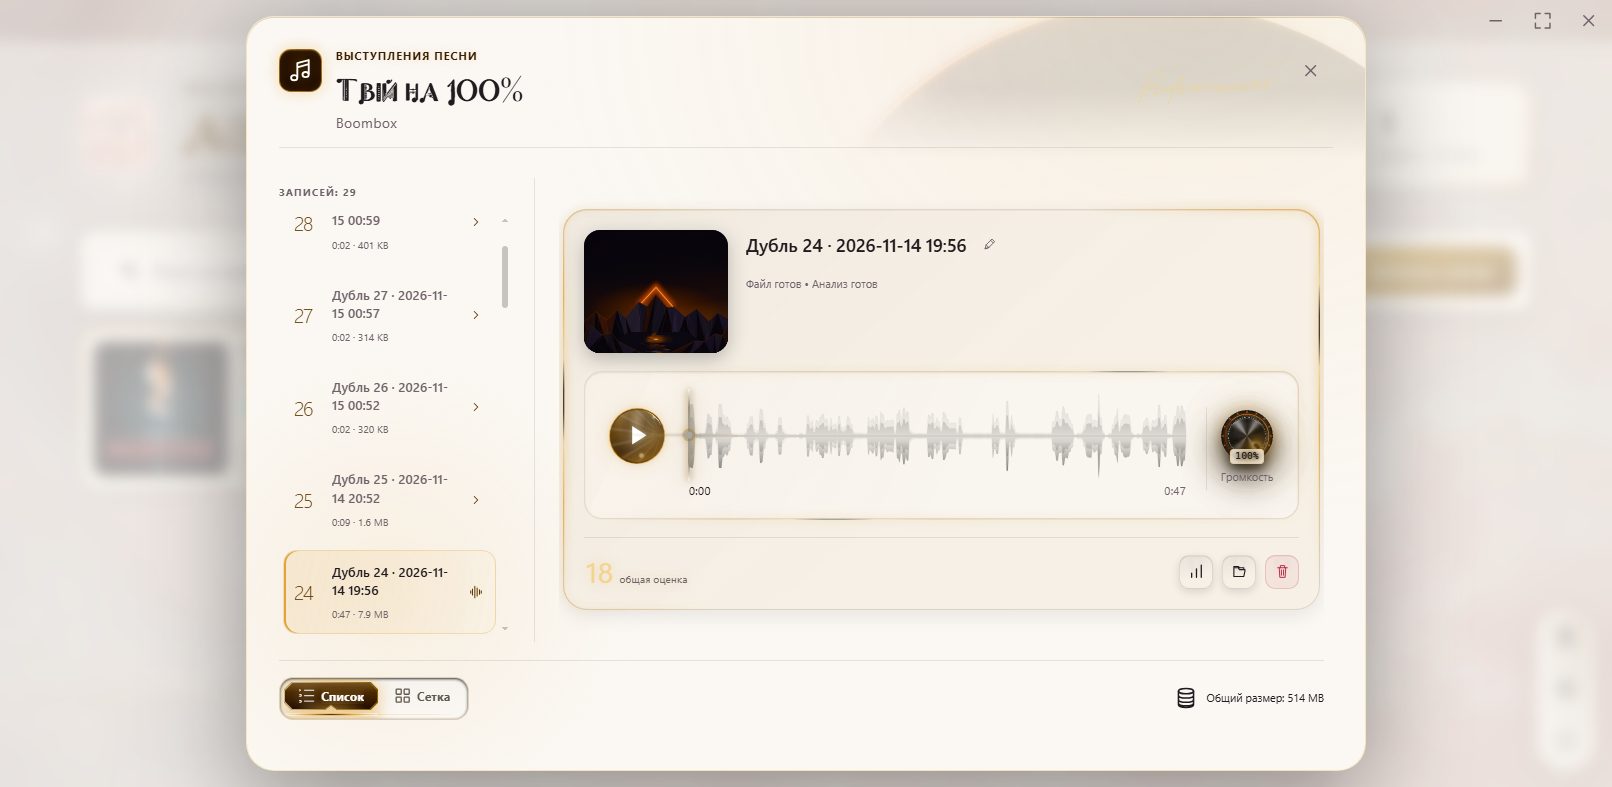 ВЫСТУПЛЕНИЯ ПЕСНИ
Твій на 100%
Boombox
ЗАПИСЕЙ: 29
28
15 00:59
0:02 · 401 KB
27
Дубль 27 · 2026-11-
15 00:57
0:02 · 314 KB
26
Дубль 26 · 2026-11-
15 00:52
0:02 · 320 KB
25
Дубль 25 · 2026-11-
14 20:52
0:09 · 1.6 MB
24
Дубль 24 · 2026-11-
14 19:56
0:47 · 7.9 MB
Дубль 24 · 2026-11-14 19:56
Файл готов • Анализ готов
0:00
0:47
100%
Громкость
18 общая оценка
Список
Сетка
Общий размер: 514 MB